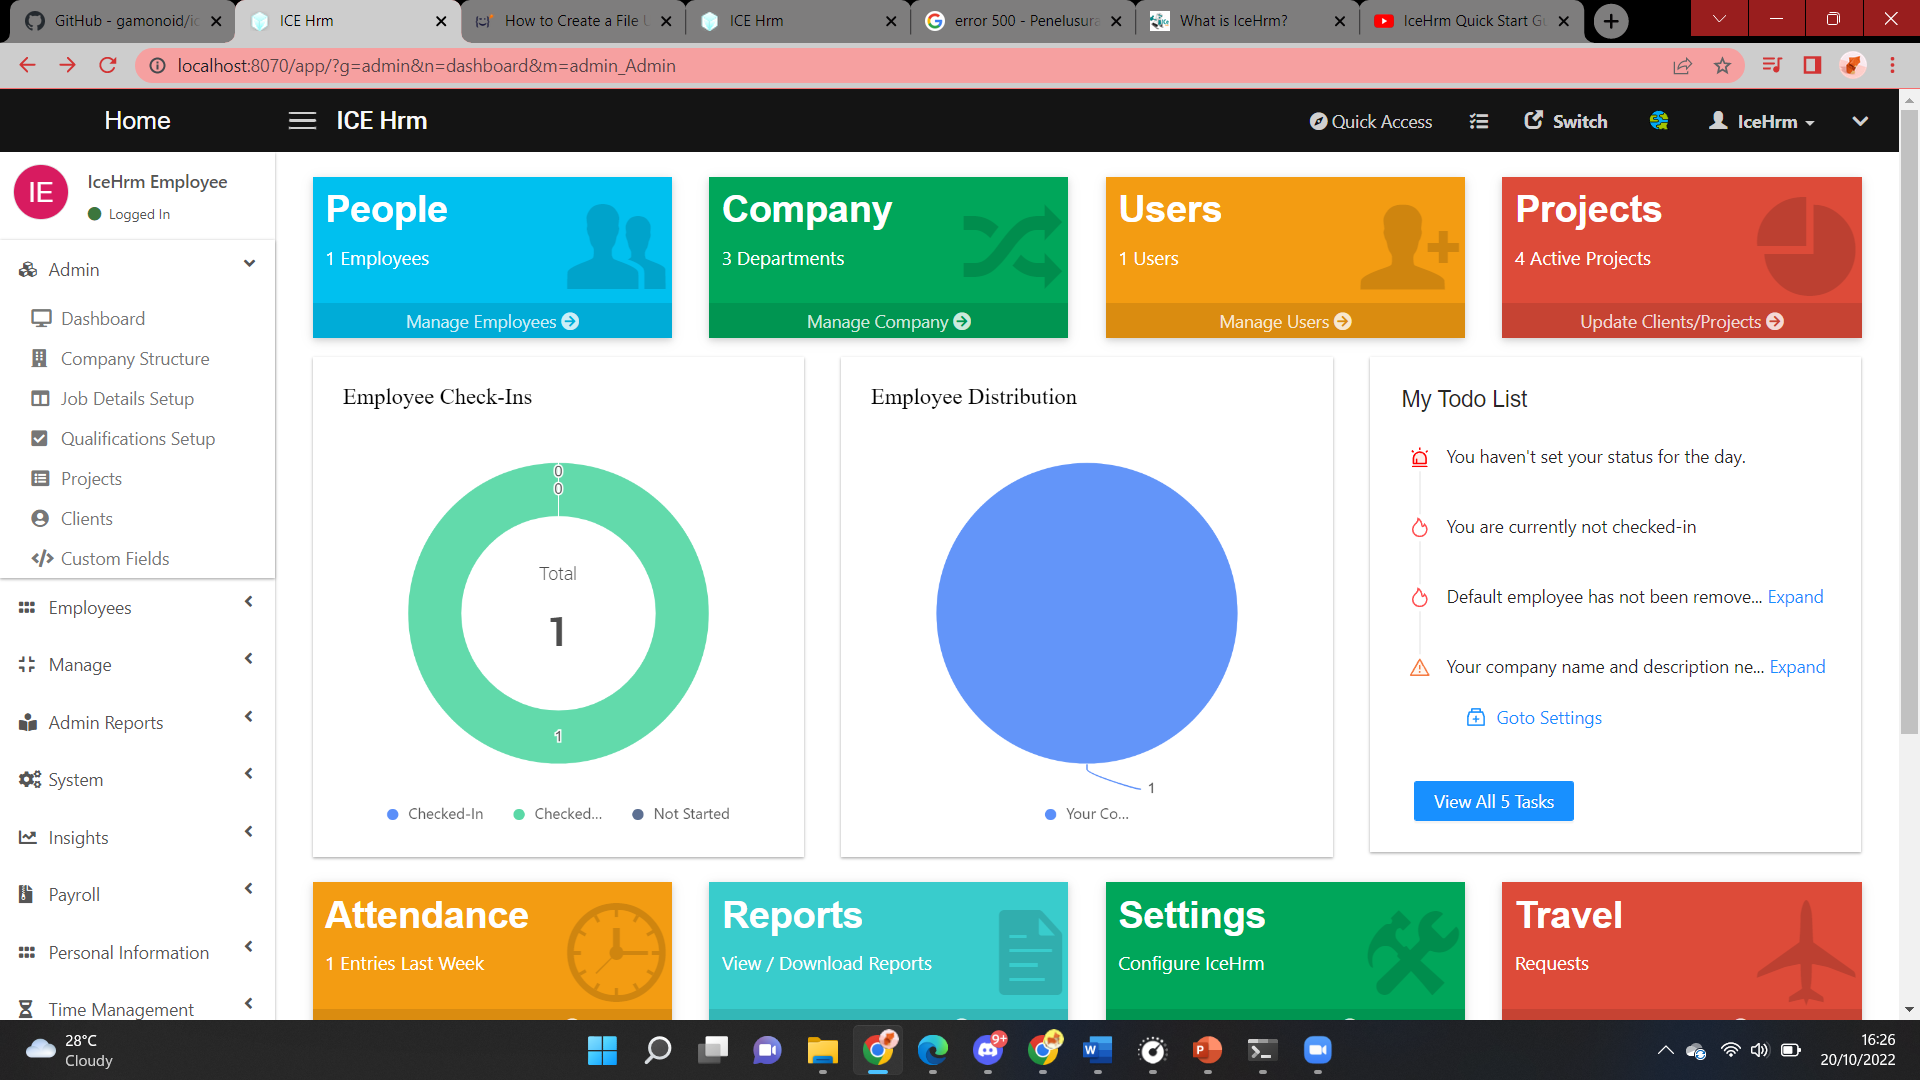 GitHub - gamonoid/ic
ICE Hrm
How to Create a File U
ICE Hrm
error 500 - Penelusura
What is IceHrm?
IceHrm Quick Start Gu
localhost:8070/app/?g=admin&n=dashboard&m=admin_Admin
Home
ICE Hrm
Quick Access
Switch
IceHrm
IE
IceHrm Employee
Logged In
Admin
Dashboard
Company Structure
Job Details Setup
Qualifications Setup
Projects
Clients
Custom Fields
Employees
Manage
Admin Reports
System
Insights
Payroll
Personal Information
Time Management
People
1 Employees
Manage Employees
Company
3 Departments
Manage Company
Users
1 Users
Manage Users
Projects
4 Active Projects
Update Clients/Projects
Employee Check-Ins
0
0
Total
1
1
Checked-In
Checked...
Not Started
Employee Distribution
1
Your Co...
My Todo List
You haven't set your status for the day.
You are currently not checked-in
Default employee has not been remove... Expand
Your company name and description ne... Expand
Goto Settings
View All 5 Tasks
Attendance
1 Entries Last Week
Reports
View / Download Reports
Settings
Configure IceHrm
Travel
Requests
28°C
Cloudy
9+
16:26
20/10/2022